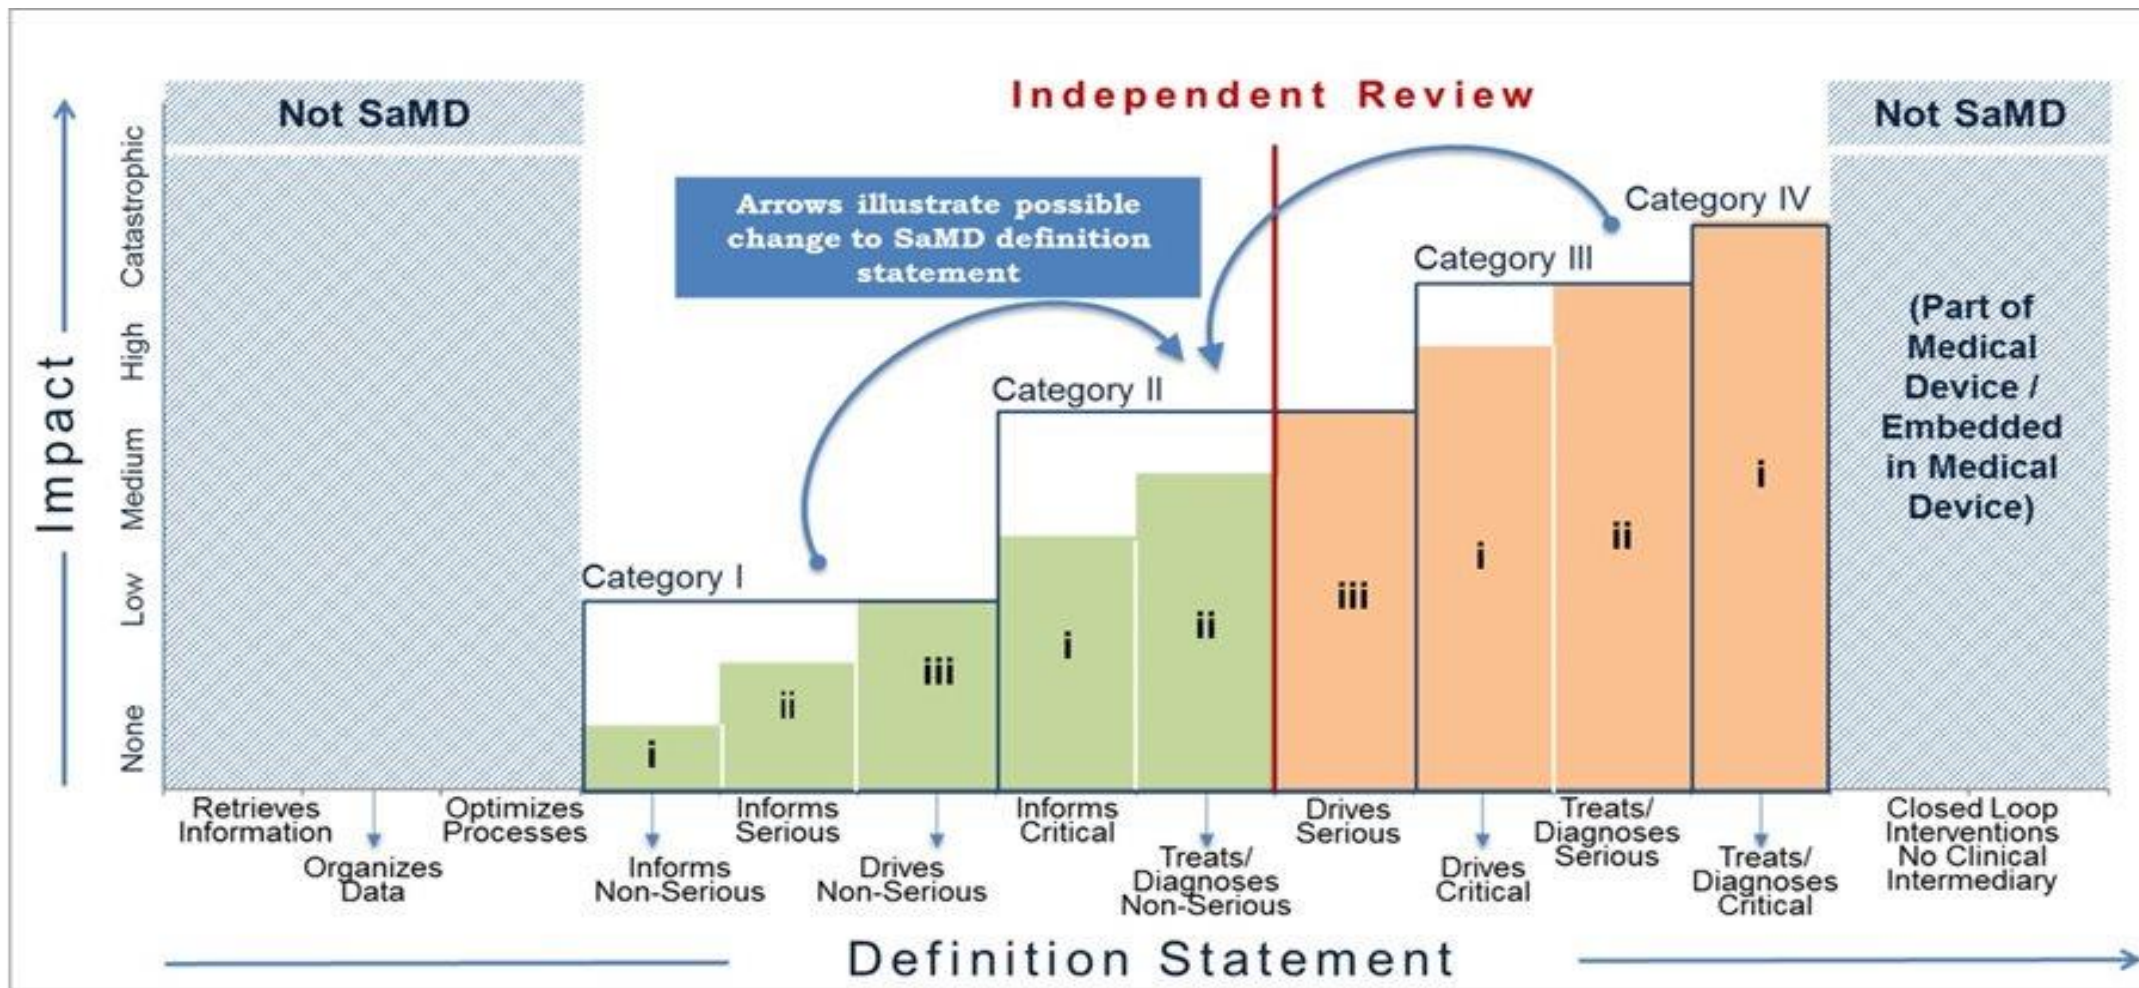 Not SaMD
Independent Review
Not SaMD
Arrows illustrate possible
change to SaMD definition
statement
Category IV
Category III
Category II
Category I
(Part of
Medical
Device /
Embedded
in Medical
Device)
Impact
Catastrophic
High
Medium
Low
None
i
ii
iii
i
ii
iii
i
ii
i
Retrieves
Information
Organizes
Data
Optimizes
Processes
Informs
Non-Serious
Informs
Serious
Drives
Non-Serious
Informs
Critical
Treats/
Diagnoses
Non-Serious
Drives
Serious
Drives
Critical
Treats/
Diagnoses
Serious
Treats/
Diagnoses
Critical
Closed Loop
Interventions
No Clinical
Intermediary
Definition Statement